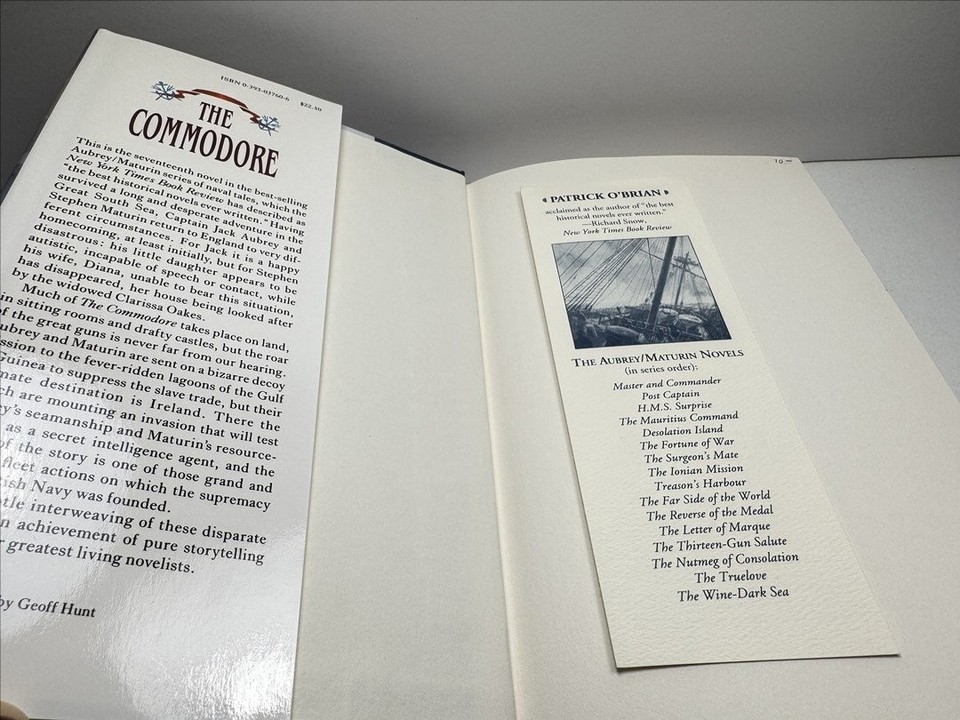 ISBN 0-393-03760-6 $22.50
THE
COMMODORE
This is the seventeenth novel in the best-selling
Aubrey/Maturin series of naval tales, which the
New York Times Book Review has described as
"the best historical novels ever written." Having
survived a long and desperate adventure in the
Great South Sea, Captain Jack Aubrey and
Stephen Maturin return to England to very dif-
ferent circumstances. For Jack it is a happy
homecoming, at least initially, but for Stephen
disastrous: his little daughter appears to be
autistic, incapable of speech or contact, while
his wife, Diana, unable to bear this situation,
has disappeared, her house being looked after
by the widowed Clarissa Oakes.
Much of The Commodore takes place on land,
in sitting rooms and drafty castles, but the roar
of the great guns is never far from our hearing.
ubrey and Maturin are sent on a bizarre decoy
ssion to the fever-ridden lagoons of the Gulf
Guinea to suppress the slave trade, but their
mate destination is Ireland. There the
ch are mounting an invasion that will test
y's seamanship and Maturin's resource-
as a secret intelligence agent, and the
of the story is one of those grand and
fleet actions on which the supremacy
ish Navy was founded.
tle interweaving of these disparate
n achievement of pure storytelling
r greatest living novelists.
by Geoff Hunt
10 —
PATRICK O'BRIAN
acclaimed as the author of "the best
historical novels ever written."
—Richard Snow,
New York Times Book Review
THE AUBREY/MATURIN NOVELS
(in series order):
Master and Commander
Post Captain
H.M.S. Surprise
The Mauritius Command
Desolation Island
The Fortune of War
The Surgeon's Mate
The Ionian Mission
Treason's Harbour
The Far Side of the World
The Reverse of the Medal
The Letter of Marque
The Thirteen-Gun Salute
The Nutmeg of Consolation
The Truelove
The Wine-Dark Sea